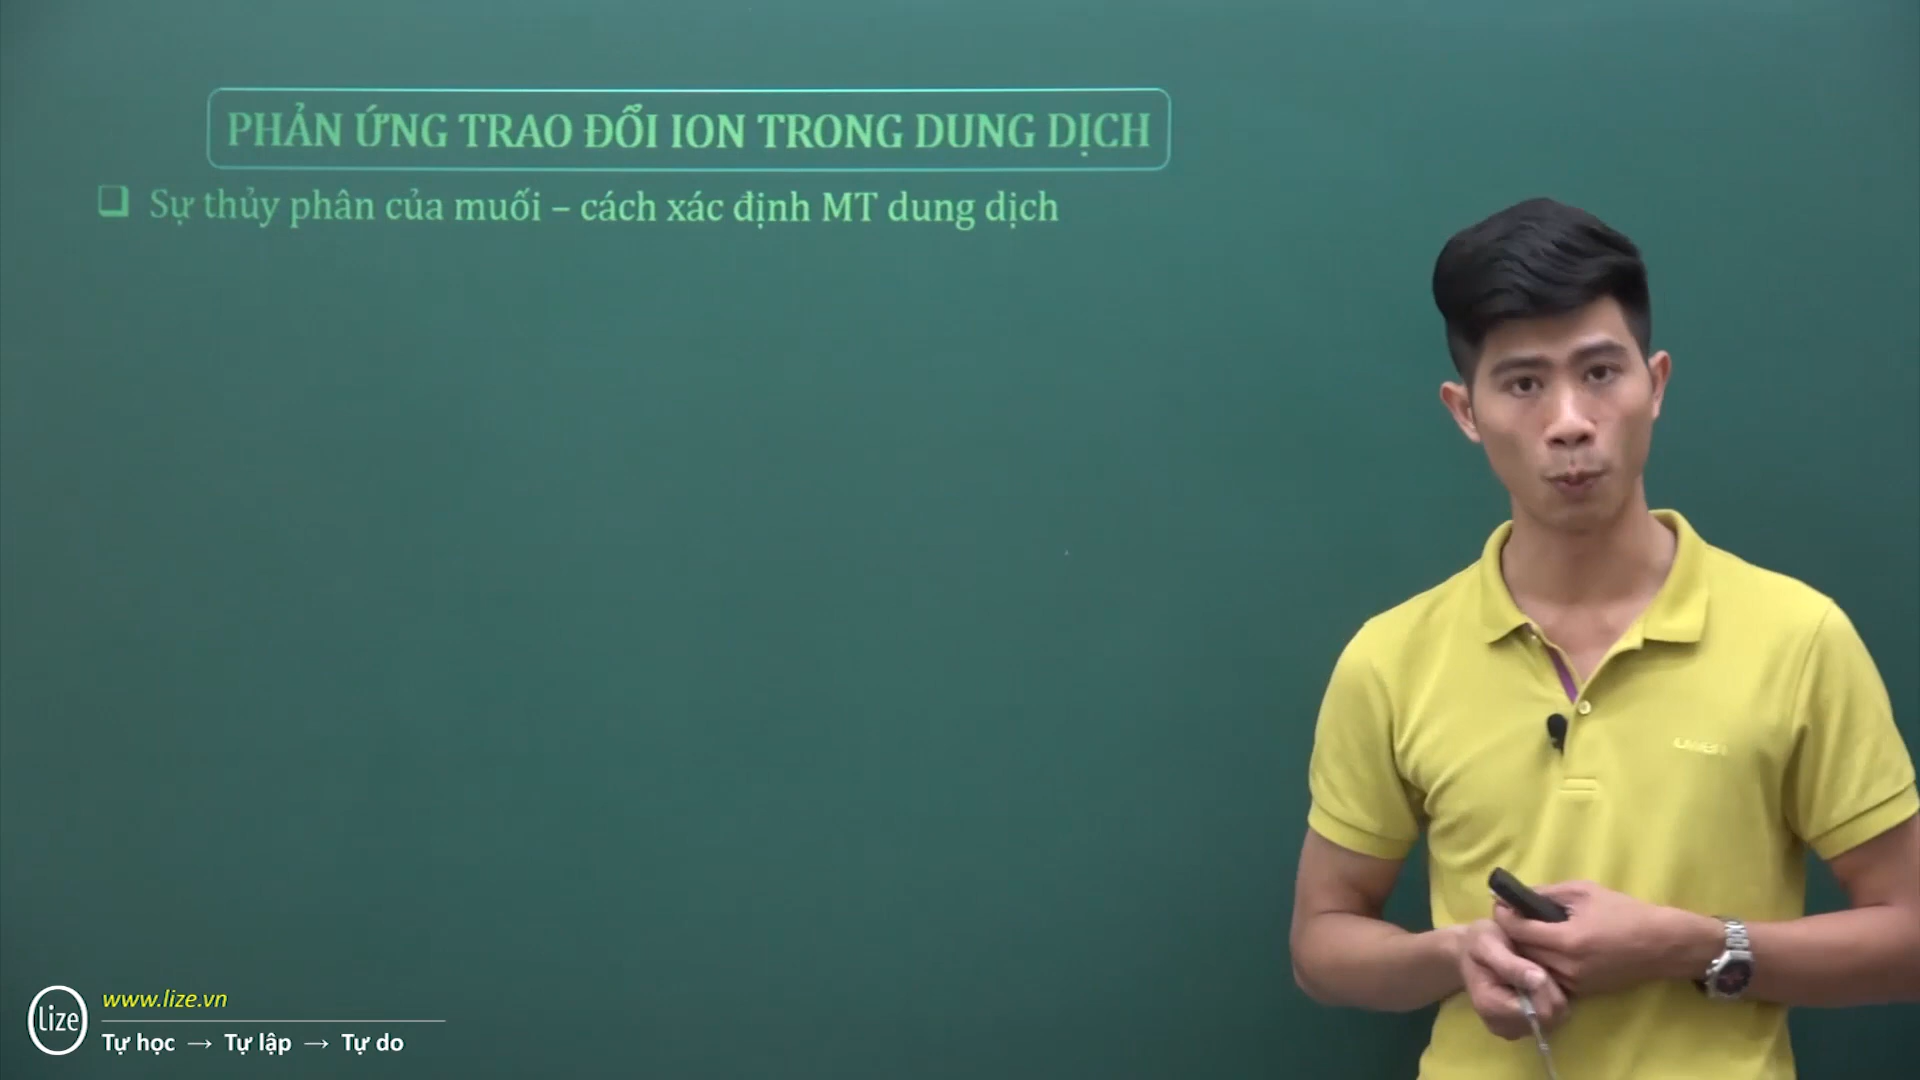 PHẢN ỨNG TRAO ĐỔI ION TRONG DUNG DỊCH
❑ Sự thủy phân của muối – cách xác định MT dung dịch
lize
www.lize.vn
Tự học → Tự lập → Tự do